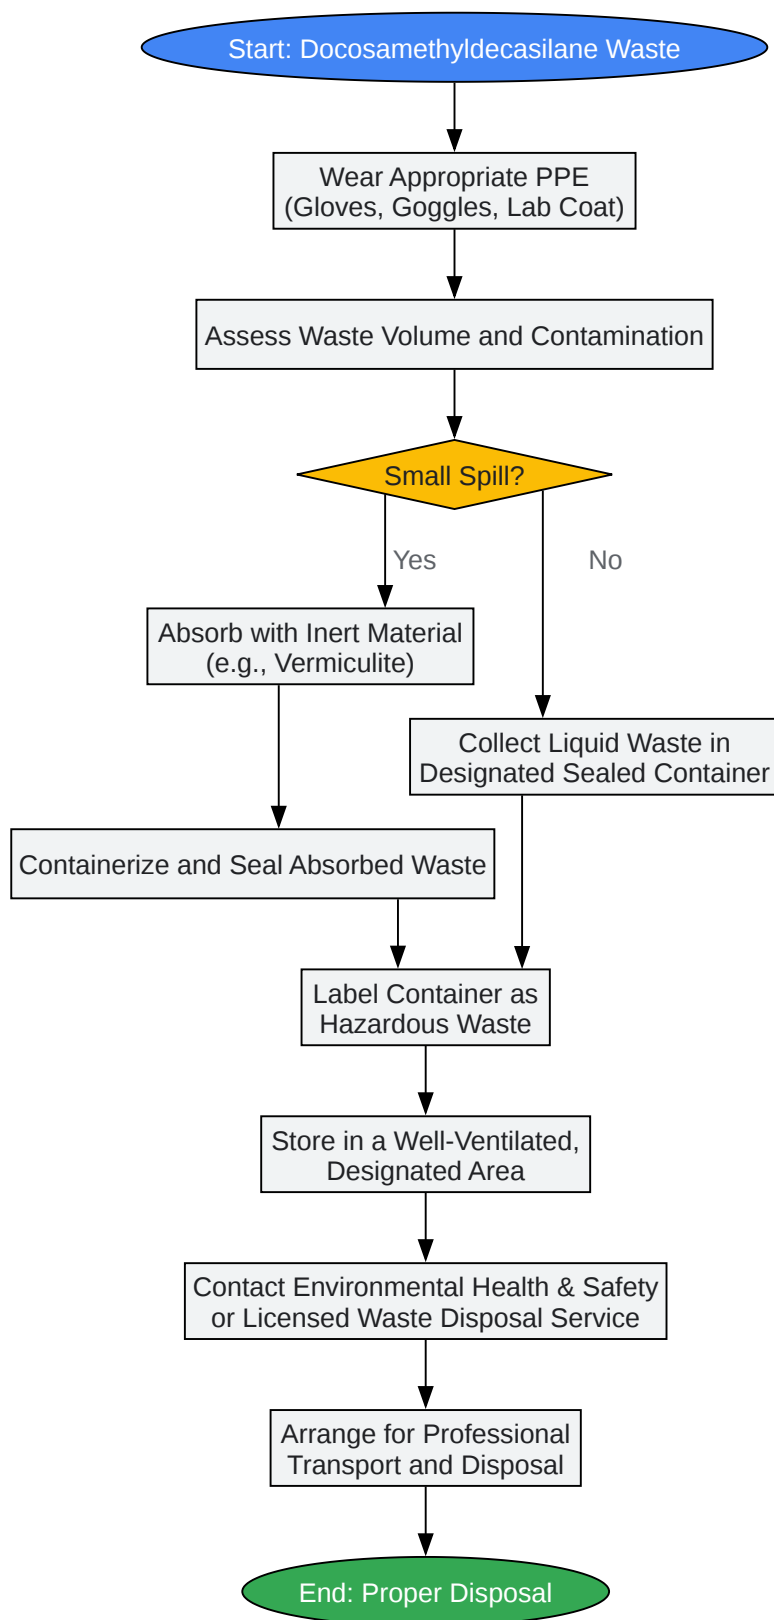 Start: Docosamethyldecasilane Waste
Wear Appropriate PPE
(Gloves, Goggles, Lab Coat)
Assess Waste Volume and Contamination
Small Spill?
Yes
No
Absorb with Inert Material
(e.g., Vermiculite)
Collect Liquid Waste in
Designated Sealed Container
Containerize and Seal Absorbed Waste
Label Container as
Hazardous Waste
Store in a Well-Ventilated,
Designated Area
Contact Environmental Health & Safety
or Licensed Waste Disposal Service
Arrange for Professional
Transport and Disposal
End: Proper Disposal